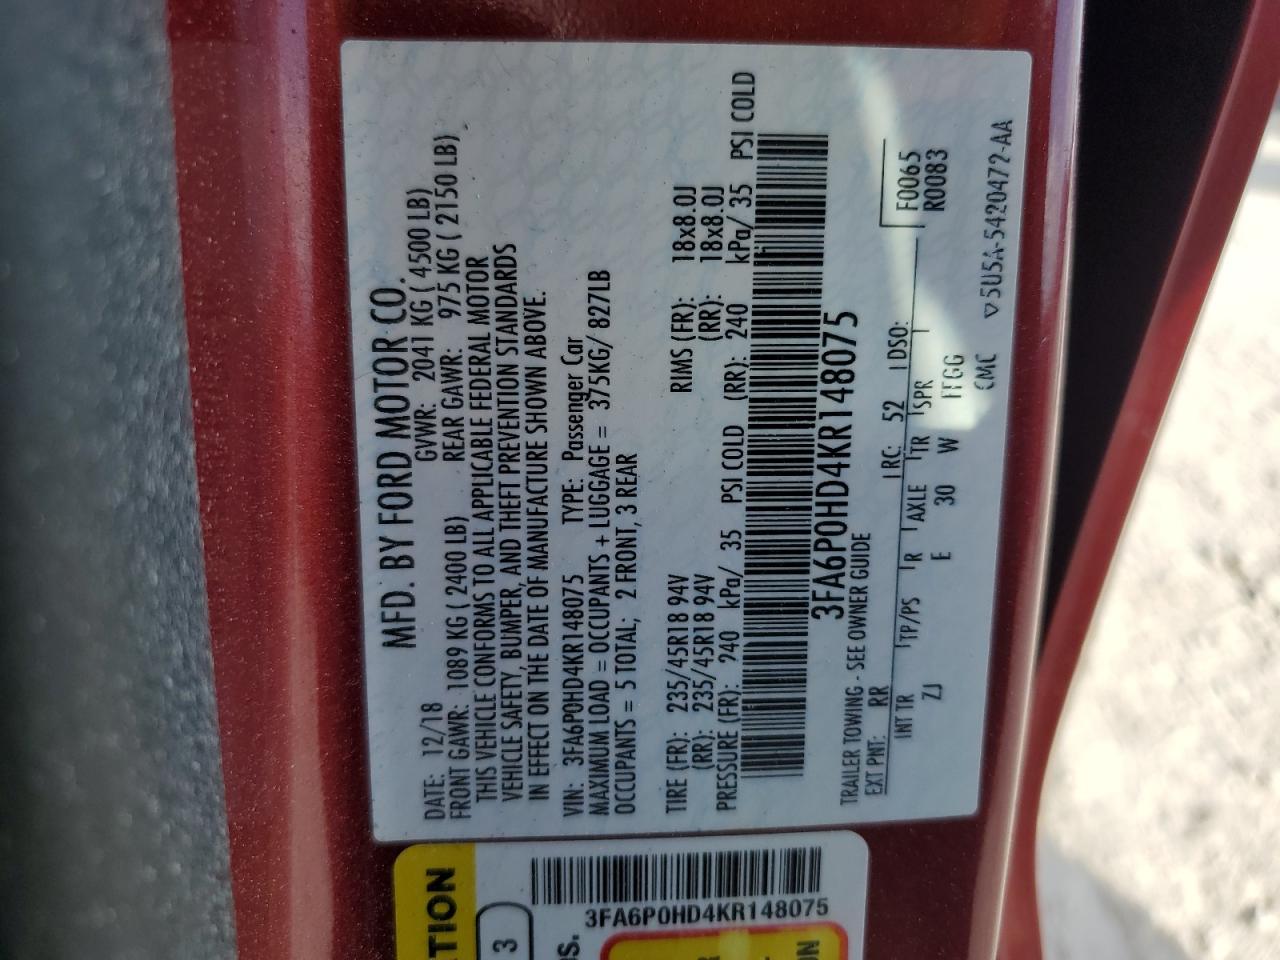 MFD. BY FORD MOTOR CO.
DATE: 12/18 GVWR: 2041 KG ( 4500 LB)
FRONT GAWR: 1089 KG ( 2400 LB) REAR GAWR: 975 KG ( 2150 LB)
THIS VEHICLE CONFORMS TO ALL APPLICABLE FEDERAL MOTOR
VEHICLE SAFETY, BUMPER, AND THEFT PREVENTION STANDARDS
IN EFFECT ON THE DATE OF MANUFACTURE SHOWN ABOVE.
VIN: 3FA6P0HD4KR148075 TYPE: Passenger Car
MAXIMUM LOAD = OCCUPANTS + LUGGAGE = 375KG/ 827LB
OCCUPANTS = 5 TOTAL; 2 FRONT, 3 REAR
TIRE (FR): 235/45R18 94V RIMS (FR): 18x8.0J
(RR): 235/45R18 94V (RR): 18x8.0J
PRESSURE (FR): 240 kPa/ 35 PSI COLD (RR): 240 kPa/ 35 PSI COLD
3FA6P0HD4KR148075
TRAILER TOWING - SEE OWNER GUIDE
EXT PNT: RR RC: 52 DSO: F0065
INT TR TP/PS R AXLE TR SPR R0083
ZJ E 30 W FFGG
CMC 5U5A-5420472-AA
TION
3
3FA6P0HD4KR148075
bs.
R
ON